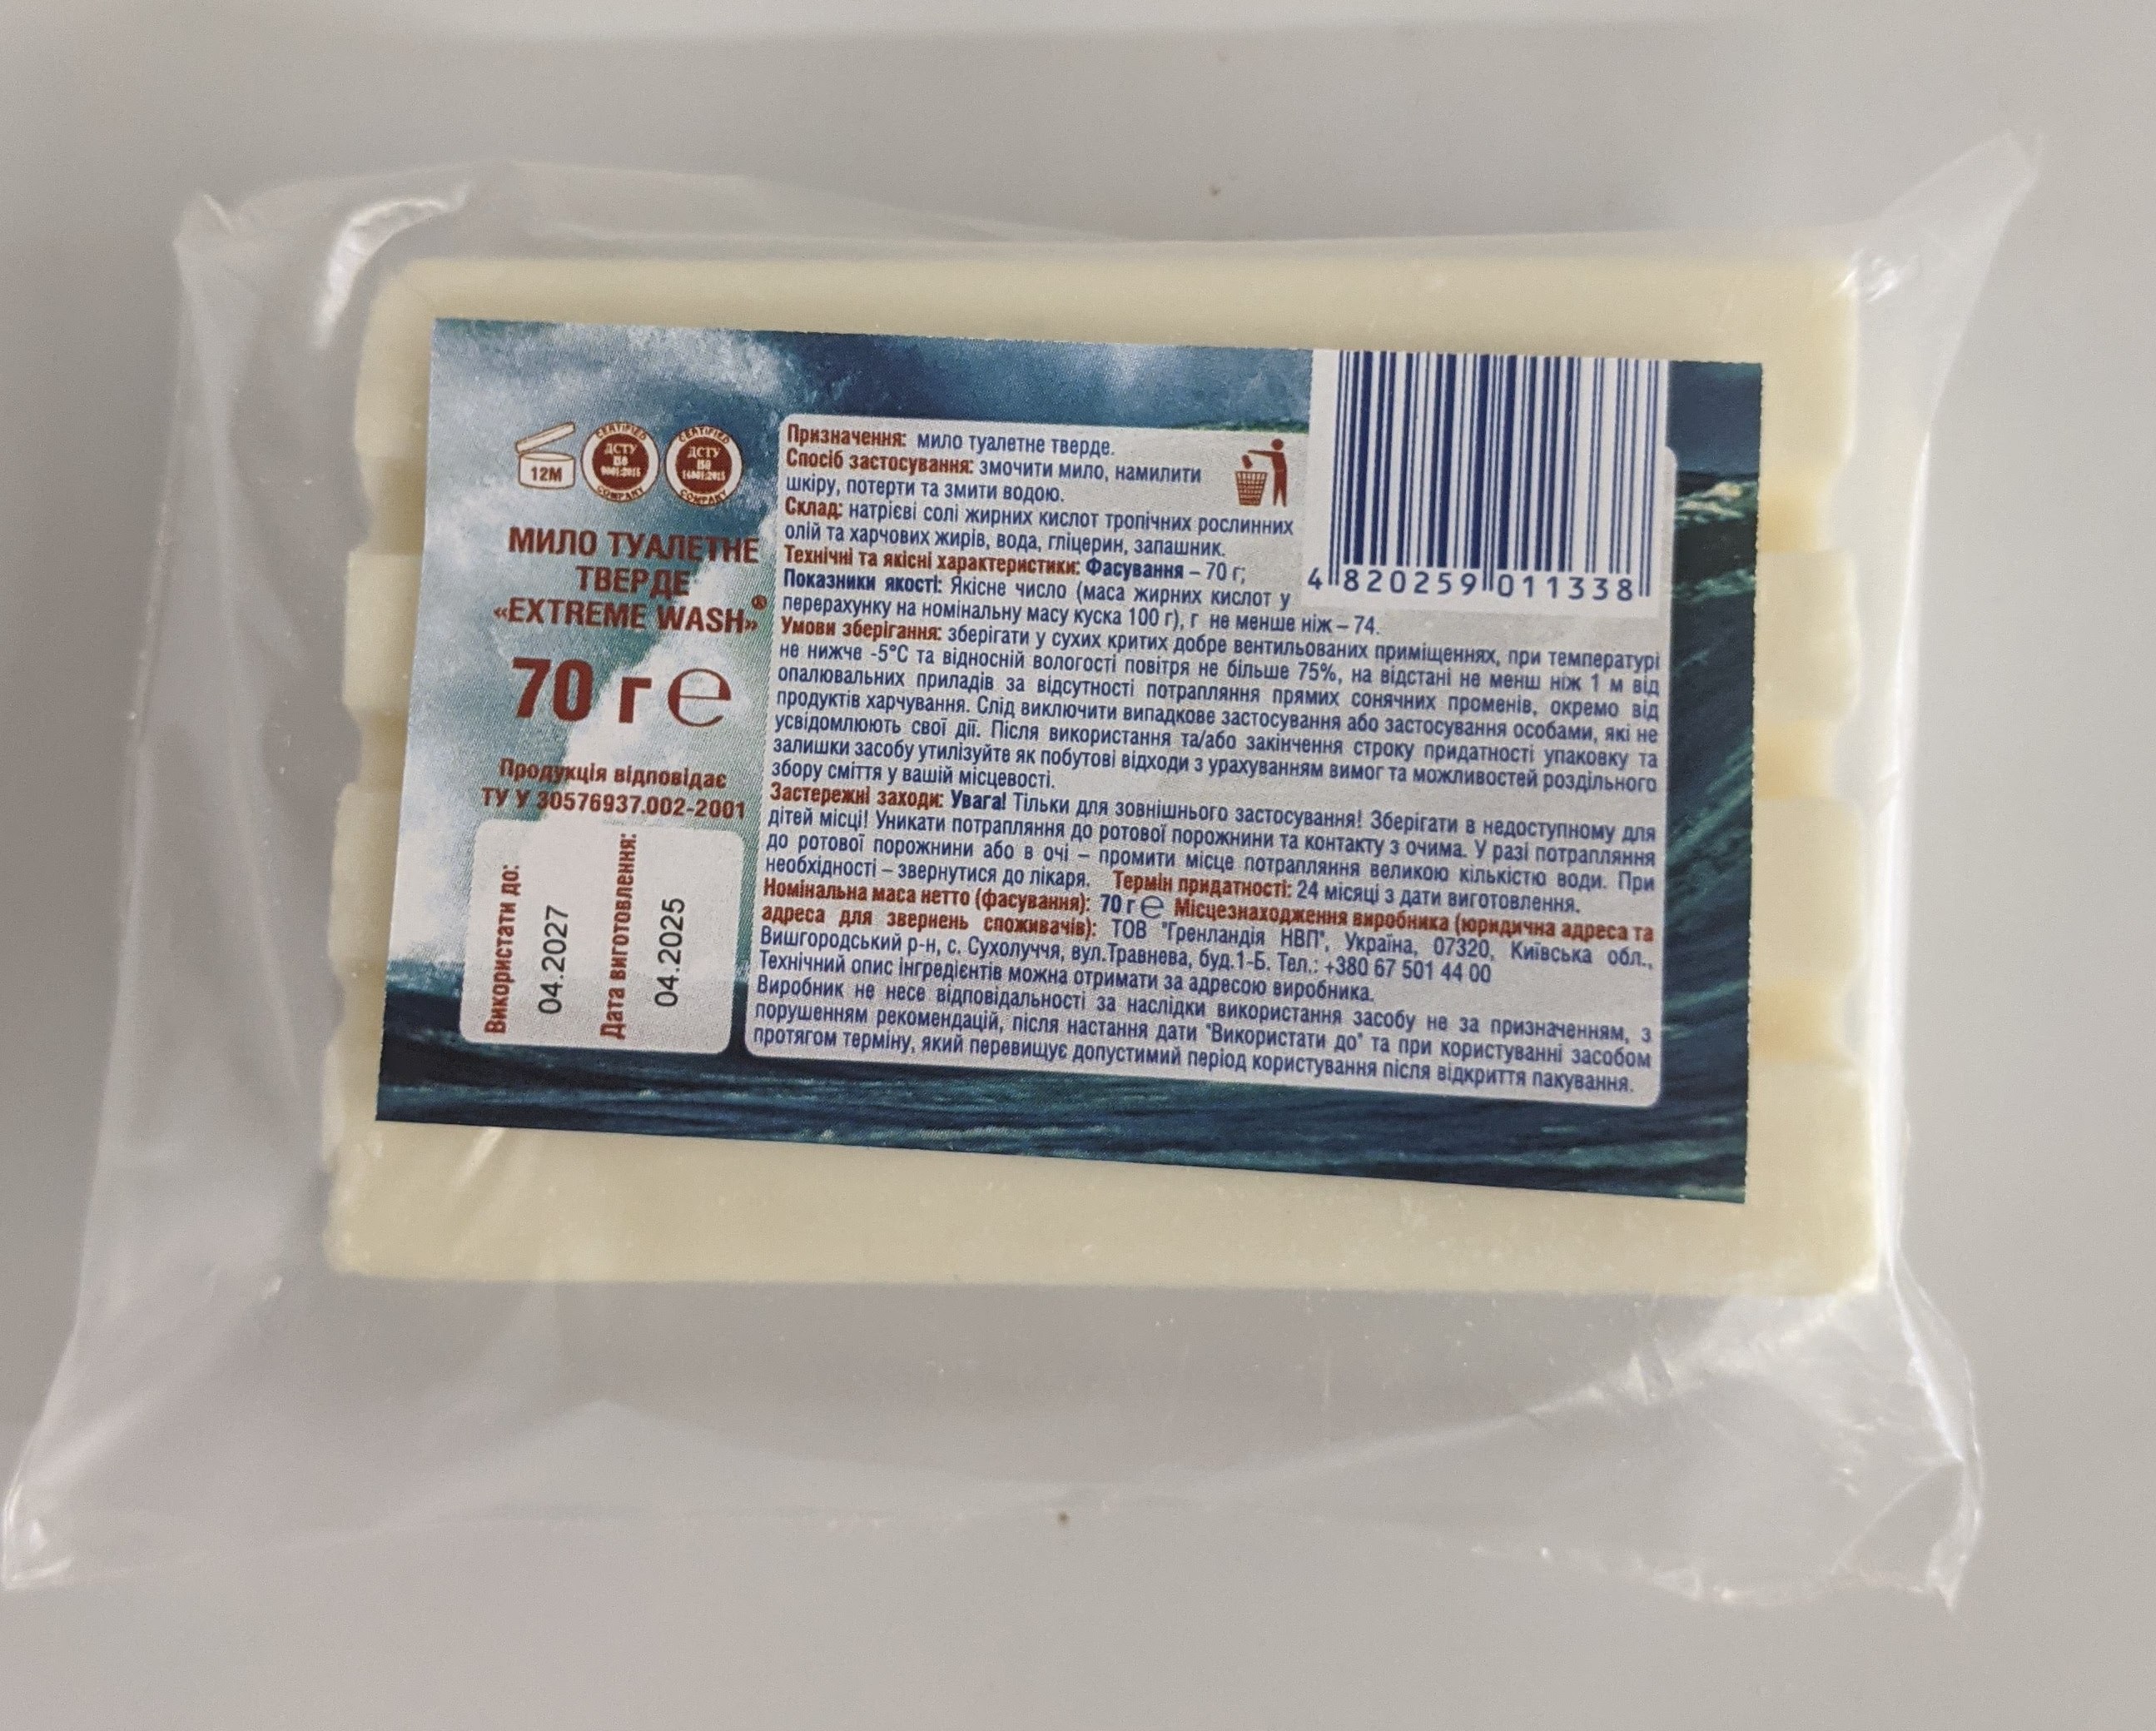 12M
CERTIFIED
ДСТУ
ISO
9001:2015
COMPANY
CERTIFIED
ДСТУ
ISO
14001:2015
COMPANY
МИЛО ТУАЛЕТНЕ
ТВЕРДЕ
«EXTREME WASH»®
70 г ℮
Продукція відповідає
ТУ У 30576937.002-2001
Використати до:
04.2027
Дата виготовлення:
04.2025
Призначення: мило туалетне тверде.
Спосіб застосування: змочити мило, намилити
шкіру, потерти та змити водою.
Склад: натрієві солі жирних кислот тропічних рослинних
олій та харчових жирів, вода, гліцерин, запашник.
Технічні та якісні характеристики: Фасування – 70 г;
Показники якості: Якісне число (маса жирних кислот у
перерахунку на номінальну масу куска 100 г), г не менше ніж – 74.
Умови зберігання: зберігати у сухих критих добре вентильованих приміщеннях, при температурі
не нижче -5°С та відносній вологості повітря не більше 75%, на відстані не менш ніж 1 м від
опалювальних приладів за відсутності потрапляння прямих сонячних променів, окремо від
продуктів харчування. Слід виключити випадкове застосування або застосування особами, які не
усвідомлюють свої дії. Після використання та/або закінчення строку придатності упаковку та
залишки засобу утилізуйте як побутові відходи з урахуванням вимог та можливостей роздільного
збору сміття у вашій місцевості.
Застережні заходи: Увага! Тільки для зовнішнього застосування! Зберігати в недоступному для
дітей місці! Уникати потрапляння до ротової порожнини та контакту з очима. У разі потрапляння
до ротової порожнини або в очі – промити місце потрапляння великою кількістю води. При
необхідності – звернутися до лікаря. Термін придатності: 24 місяці з дати виготовлення.
Номінальна маса нетто (фасування): 70 г ℮ Місцезнаходження виробника (юридична адреса та
адреса для звернень споживачів): ТОВ "Гренландія НВП", Україна, 07320, Київська обл.,
Вишгородський р-н, с. Сухолуччя, вул.Травнева, буд.1-Б. Тел.: +380 67 501 44 00
Технічний опис інгредієнтів можна отримати за адресою виробника.
Виробник не несе відповідальності за наслідки використання засобу не за призначенням, з
порушенням рекомендацій, після настання дати "Використати до" та при користуванні засобом
протягом терміну, який перевищує допустимий період користування після відкриття пакування.
4 820259 011338